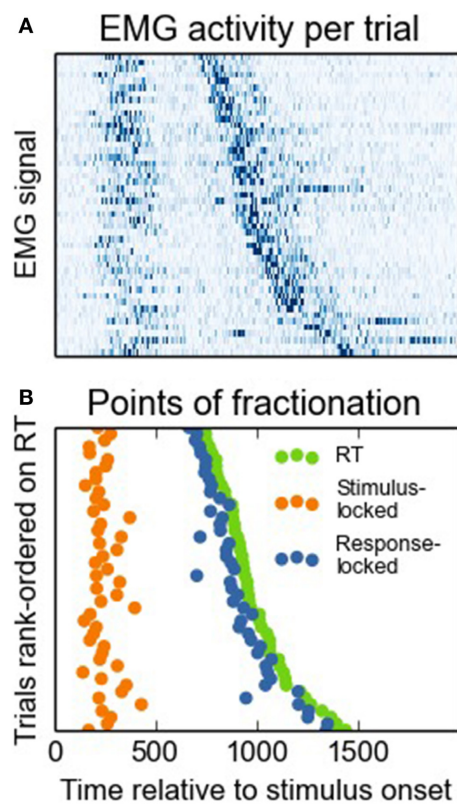 A
EMG activity per trial
EMG signal
B
Points of fractionation
Trials rank-ordered on RT
RT
Stimulus-
locked
Response-
locked
0 500 1000 1500
Time relative to stimulus onset